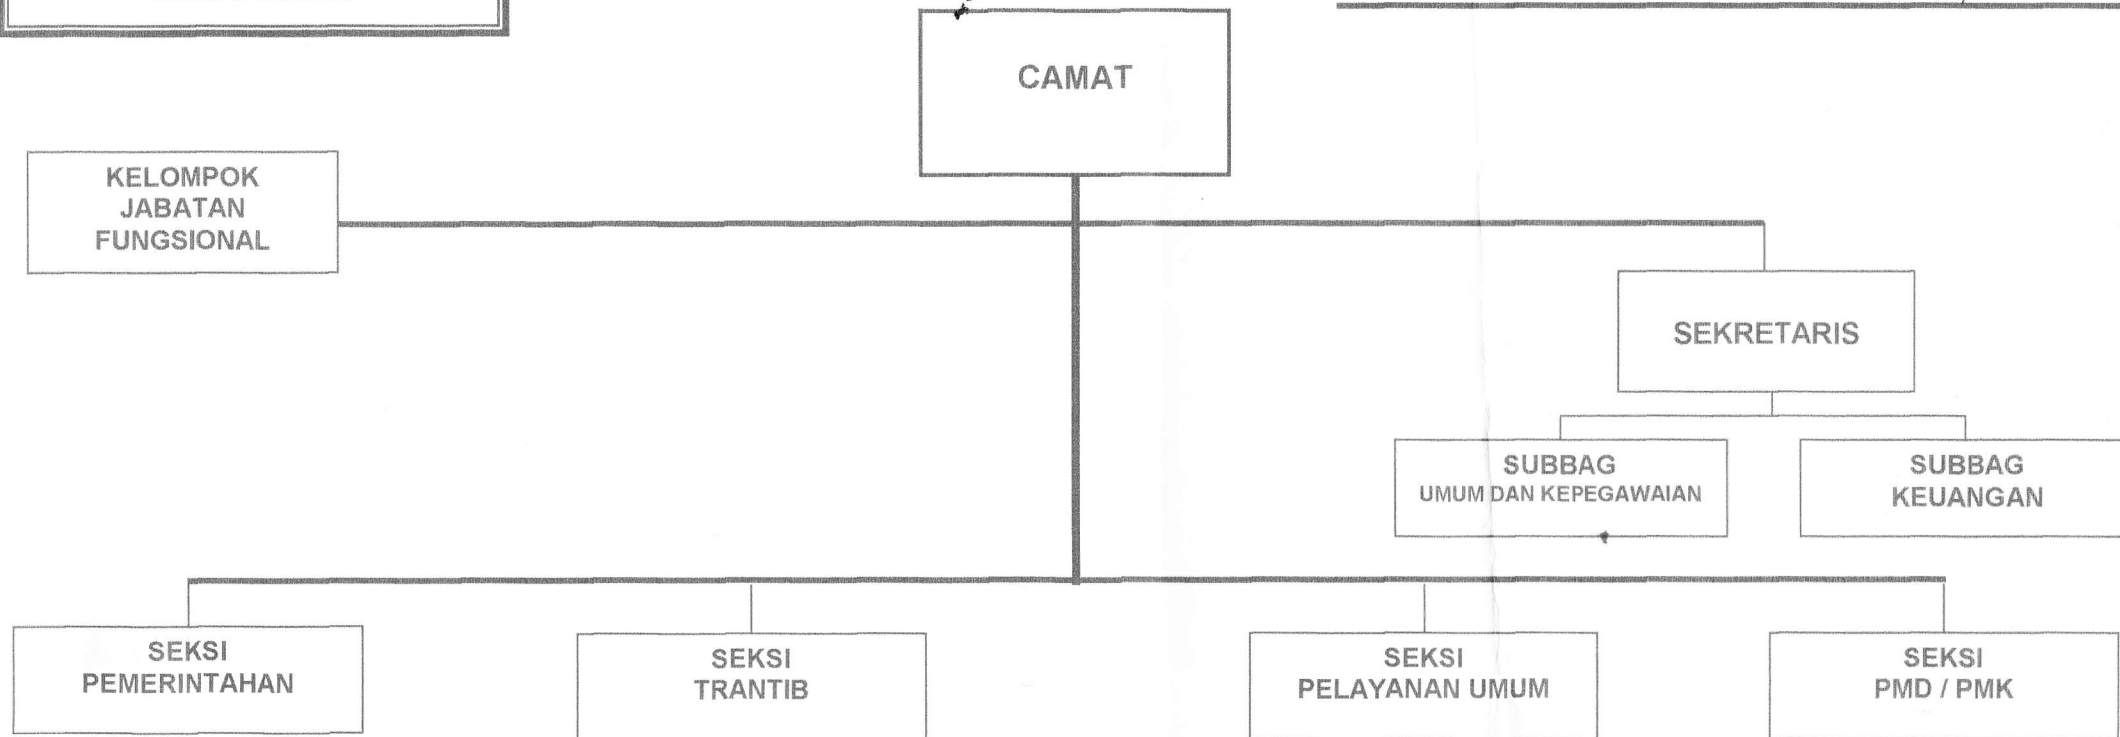 CAMAT
KELOMPOK
JABATAN
FUNGSIONAL
SEKRETARIS
SUBBAG
UMUM DAN KEPEGAWAIAN
SUBBAG
KEUANGAN
SEKSI
PEMERINTAHAN
SEKSI
TRANTIB
SEKSI
PELAYANAN UMUM
SEKSI
PMD / PMK